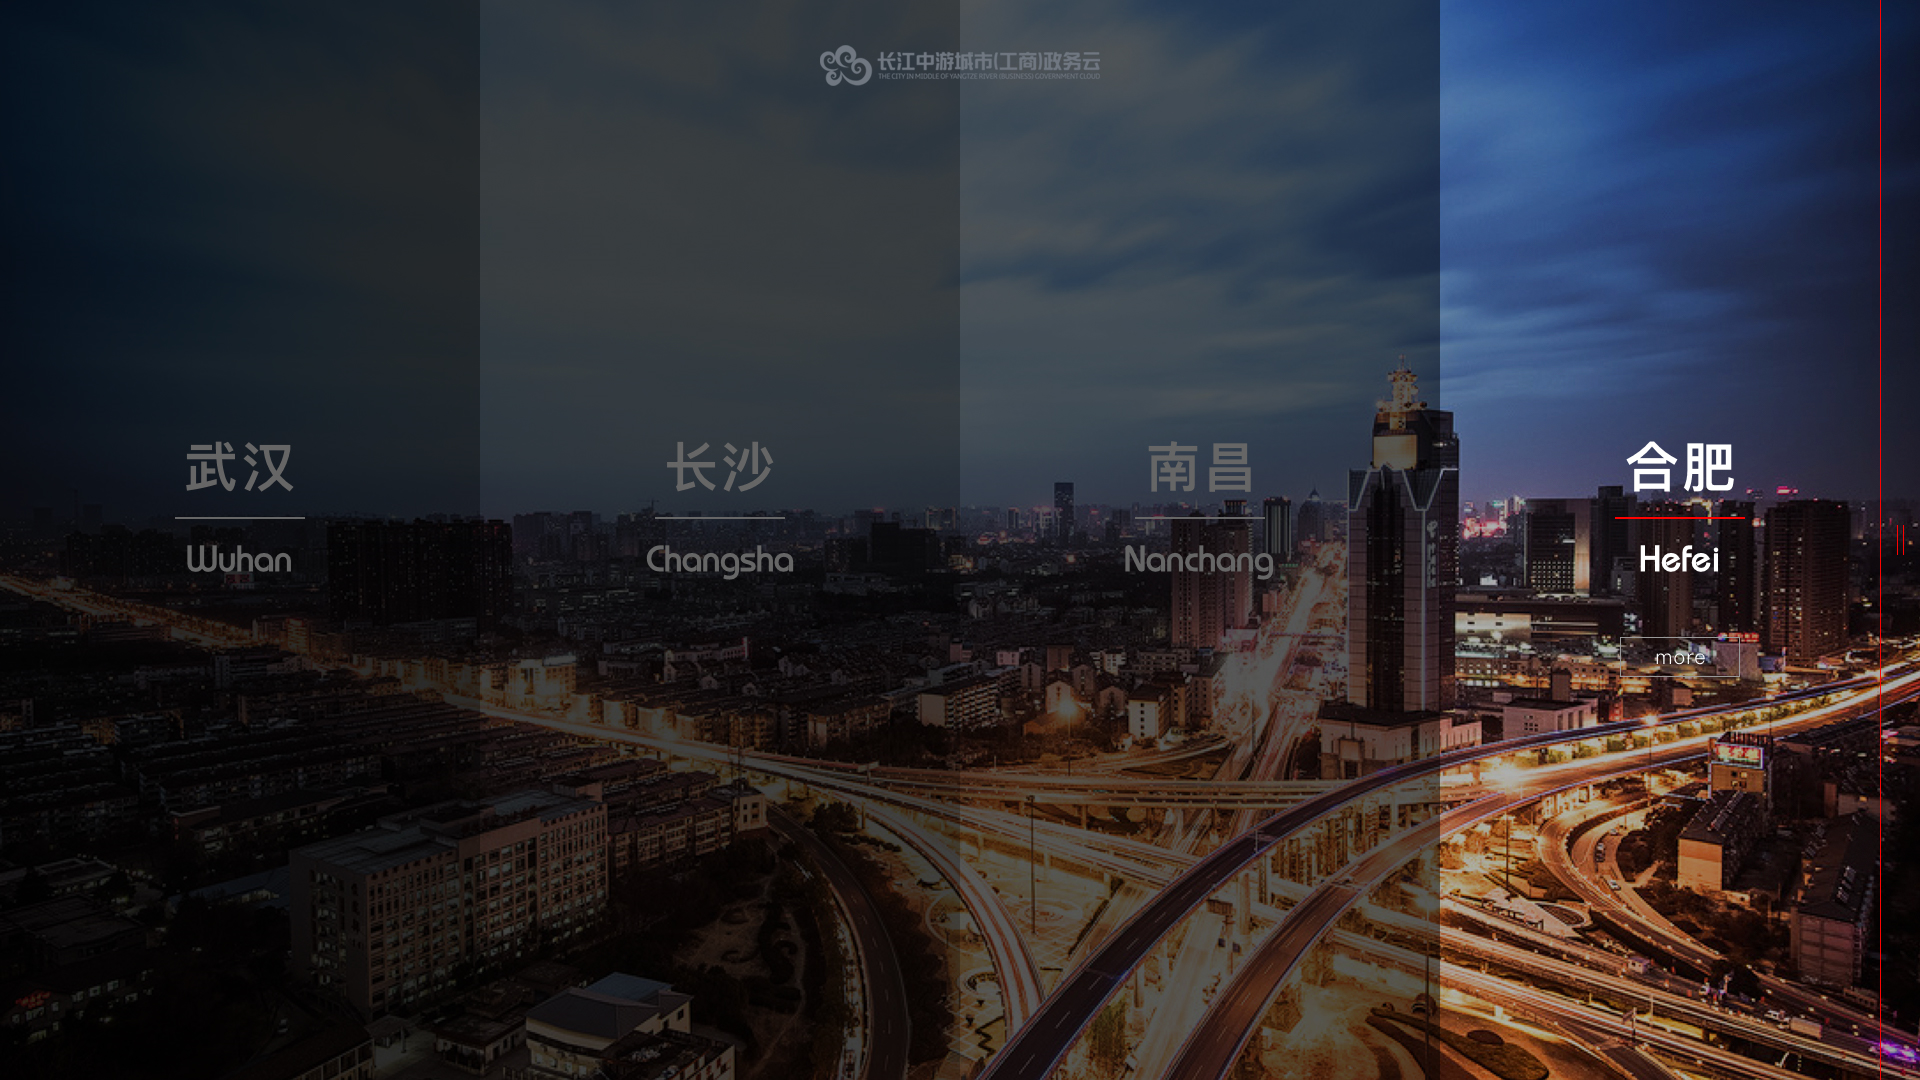 长江中游城市(工商)政务云
THE CITY IN MIDDLE OF YANGTZE RIVER (BUSINESS) GOVERNMENT CLOUD
武汉
Wuhan
长沙
Changsha
南昌
Nanchang
合肥
Hefei
more